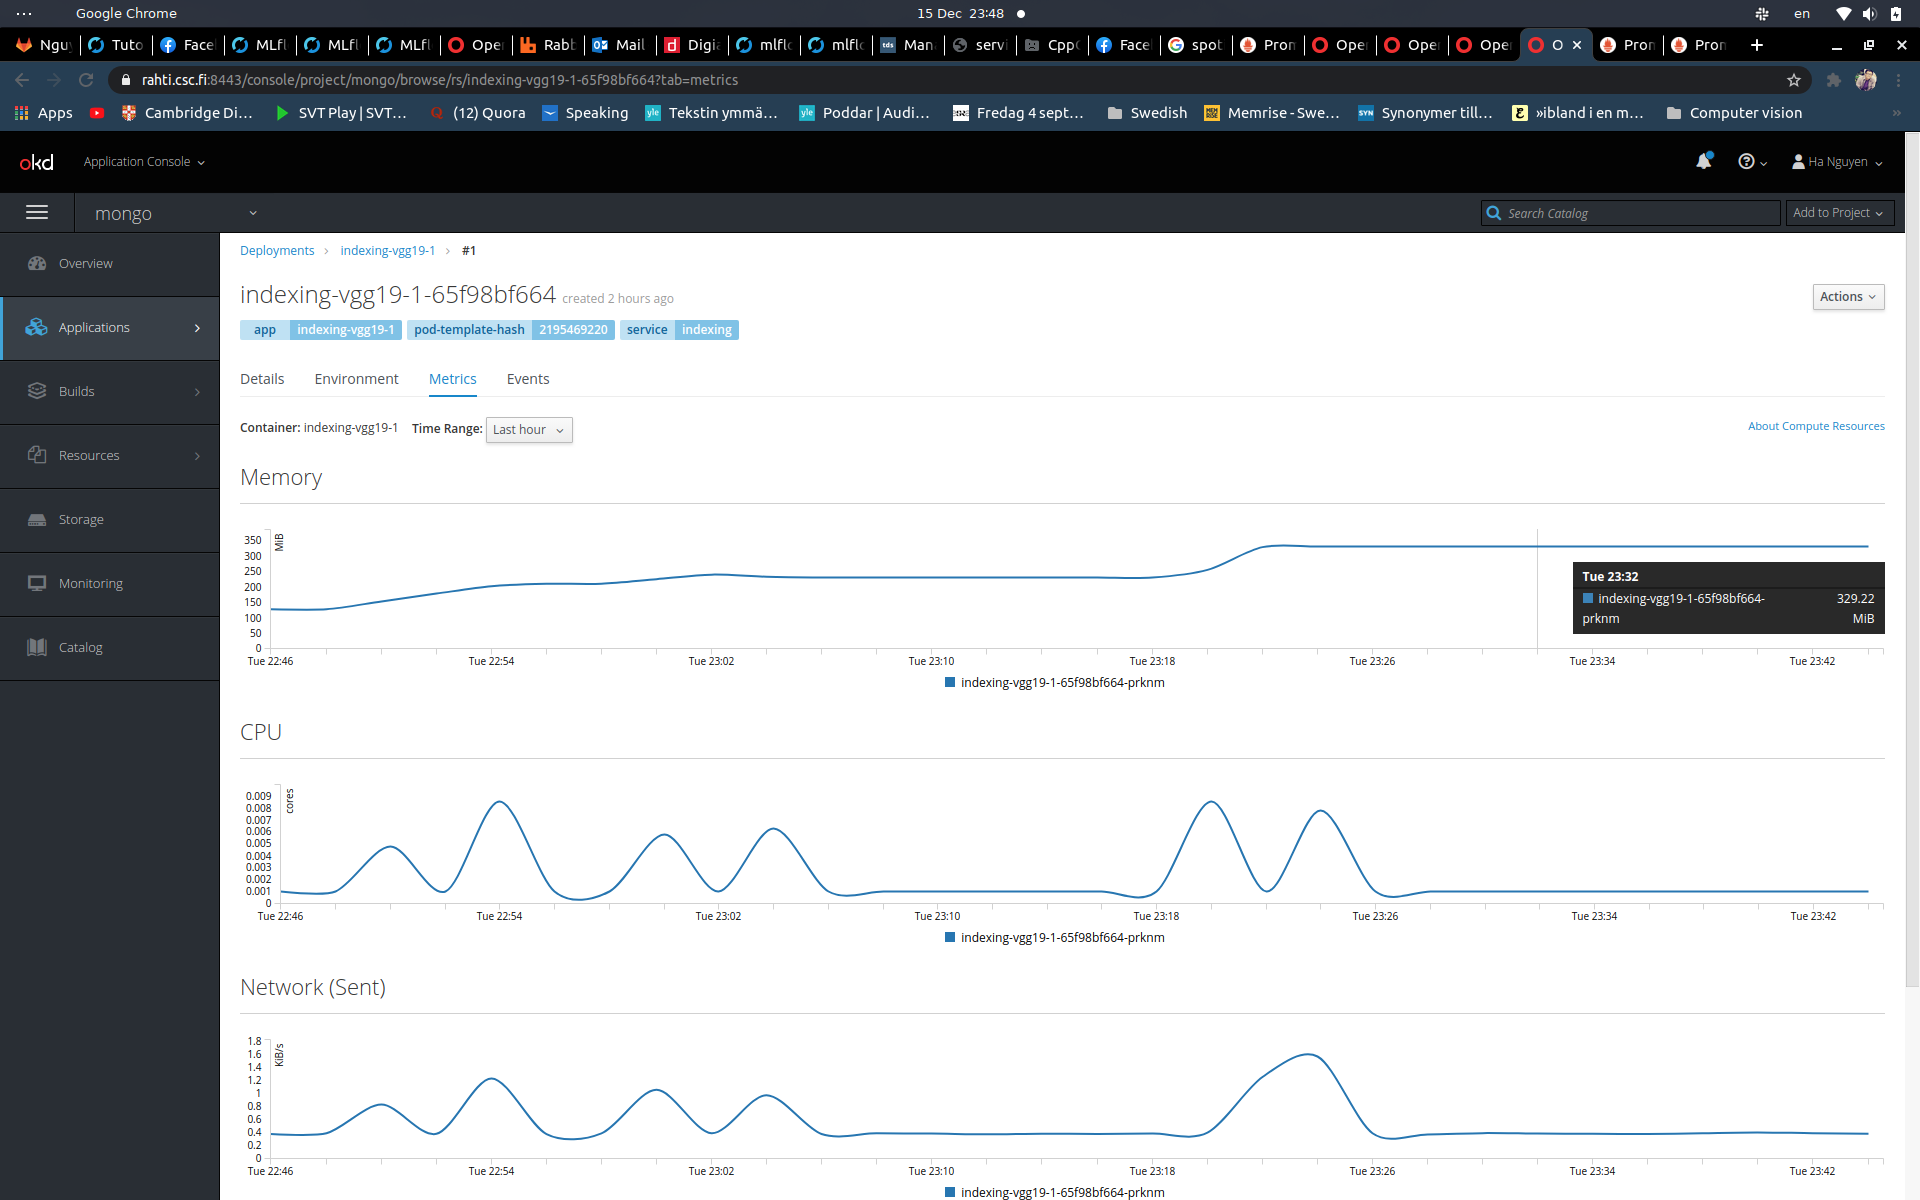 Google Chrome 15 Dec 23:48 en
Nguy Tuto Face MLfl MLfl MLfl Ope Rabb Mail Digi mlflo mlflo Man servi Cpp Face spot Pron Ope Ope Ope O Pron Pron
rahti.csc.fi:8443/console/project/mongo/browse/rs/indexing-vgg19-1-65f98bf664?tab=metrics
Apps Cambridge Di... SVT Play | SVT... (12) Quora Speaking Tekstin ymmä... Poddar | Audi... Fredag 4 sept... Swedish Memrise - Swe... Synonymer till... »ibland i en m... Computer vision »
okd Application Console Ha Nguyen
mongo Search Catalog Add to Project
Overview
Applications
Builds
Resources
Storage
Monitoring
Catalog
Deployments indexing-vgg19-1 #1
indexing-vgg19-1-65f98bf664 created 2 hours ago Actions
app indexing-vgg19-1 pod-template-hash 2195469220 service indexing
Details Environment Metrics Events
Container: indexing-vgg19-1 Time Range: Last hour About Compute Resources
Memory
MiB
350
300
250
200
150
100
50
0
Tue 22:46 Tue 22:54 Tue 23:02 Tue 23:10 Tue 23:18 Tue 23:26 Tue 23:34 Tue 23:42
Tue 23:32
indexing-vgg19-1-65f98bf664- 329.22
prknm MiB
indexing-vgg19-1-65f98bf664-prknm
CPU
cores
0.009
0.008
0.007
0.006
0.005
0.004
0.003
0.002
0.001
0
Tue 22:46 Tue 22:54 Tue 23:02 Tue 23:10 Tue 23:18 Tue 23:26 Tue 23:34 Tue 23:42
indexing-vgg19-1-65f98bf664-prknm
Network (Sent)
KiB/s
1.8
1.6
1.4
1.2
1
0.8
0.6
0.4
0.2
0
Tue 22:46 Tue 22:54 Tue 23:02 Tue 23:10 Tue 23:18 Tue 23:26 Tue 23:34 Tue 23:42
indexing-vgg19-1-65f98bf664-prknm